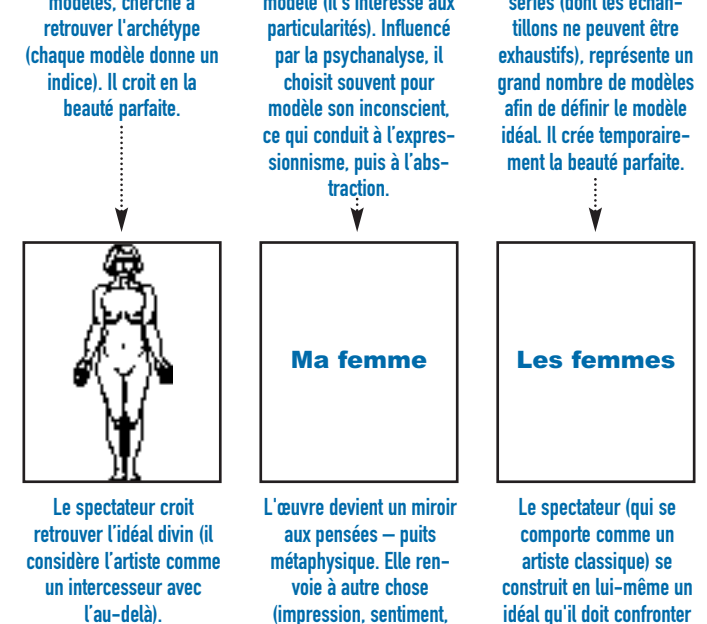 modèles, cherche à
retrouver l'archétype
(chaque modèle donne un
indice). Il croit en la
beauté parfaite.
modèle (il s'intéresse aux
particularités). Influencé
par la psychanalyse, il
choisit souvent pour
modèle son inconscient,
ce qui conduit à l'expres-
sionnisme, puis à l'abs-
traction.
séries (dont les échan-
tillons ne peuvent être
exhaustifs), représente un
grand nombre de modèles
afin de définir le modèle
idéal. Il crée temporaire-
ment la beauté parfaite.
Ma femme
Les femmes
Le spectateur croit
retrouver l'idéal divin (il
considère l'artiste comme
un intercesseur avec
l'au-delà).
L'œuvre devient un miroir
aux pensées – puits
métaphysique. Elle ren-
voie à autre chose
(impression, sentiment,
Le spectateur (qui se
comporte comme un
artiste classique) se
construit en lui-même un
idéal qu'il doit confronter